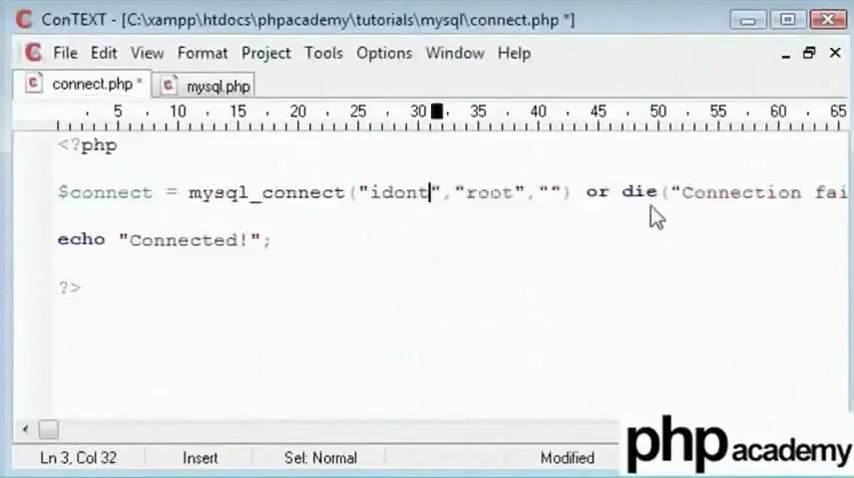 ConTEXT - [C:\xampp\htdocs\phpacademy\tutorials\mysql\connect.php *]
File Edit View Format Project Tools Options Window Help
connect.php * mysql.php
5 10 15 20 25 30 35 40 45 50 55 60 65
<?php
$connect = mysql_connect("idont","root","") or die("Connection fai
echo "Connected!";
?>
Ln 3, Col 32 Insert Sel: Normal Modified
php academy